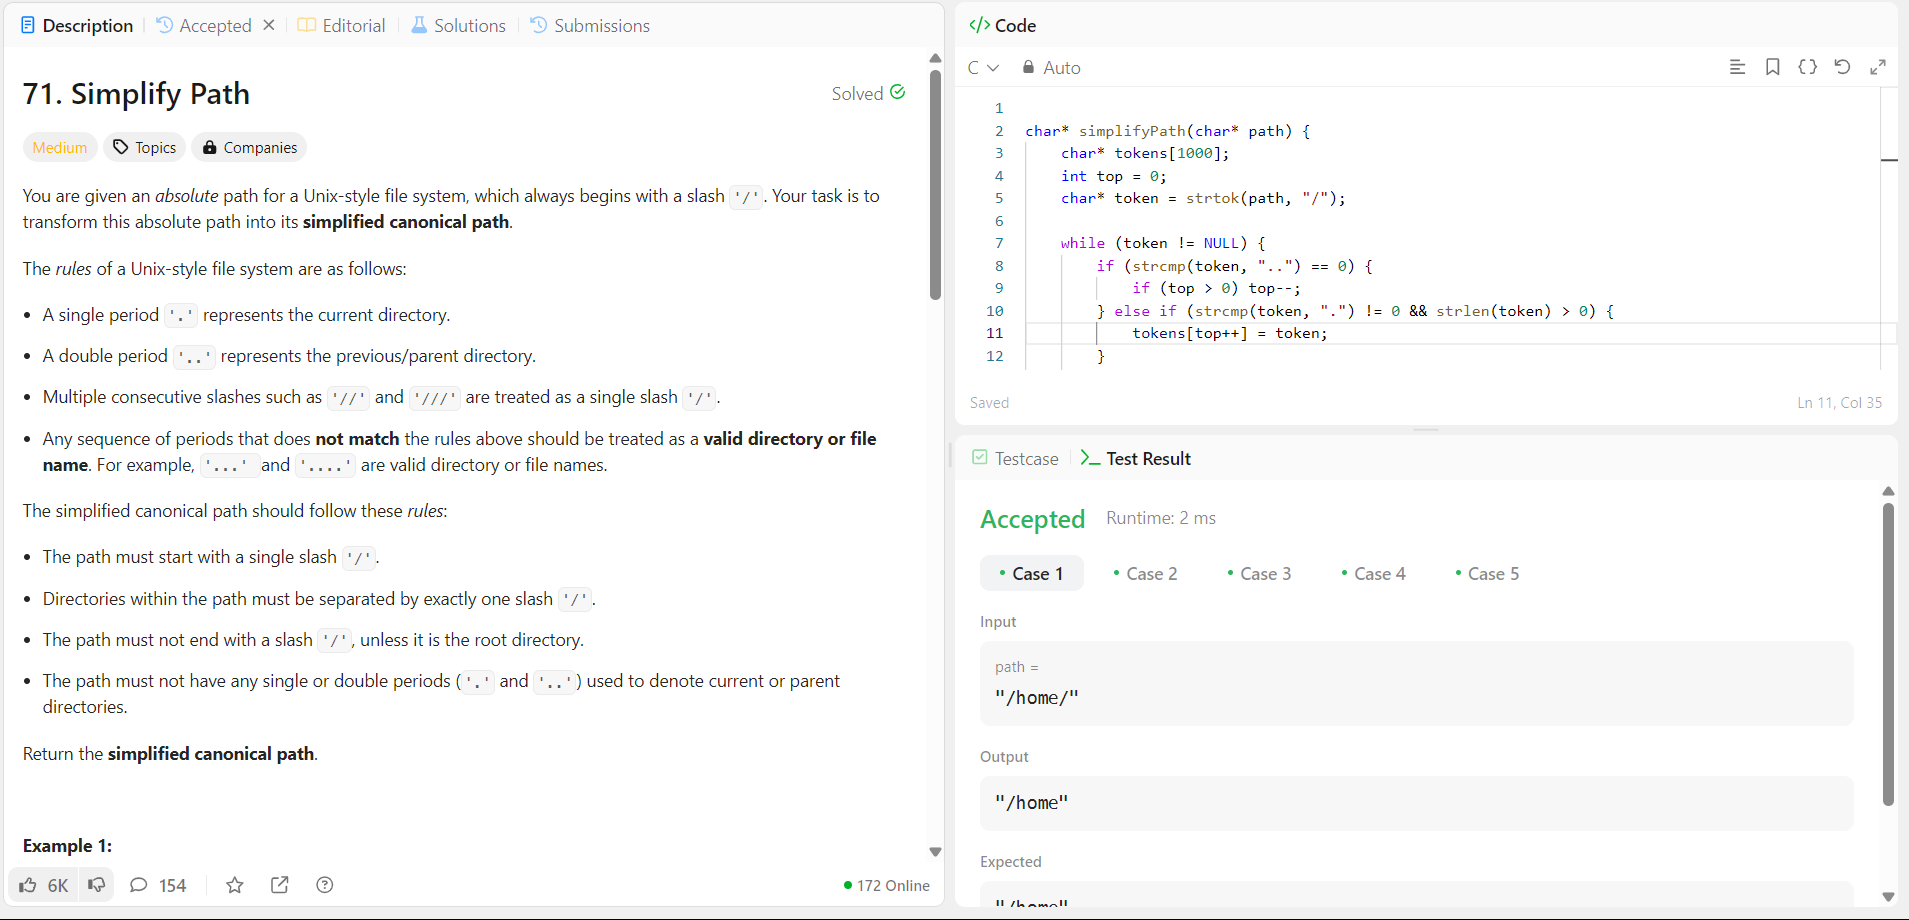 Description
Accepted
Editorial
Solutions
Submissions
71. Simplify Path
Solved
Medium
Topics
Companies
You are given an absolute path for a Unix-style file system, which always begins with a slash '/'. Your task is to
transform this absolute path into its simplified canonical path.
The rules of a Unix-style file system are as follows:
• A single period '.' represents the current directory.
• A double period '..' represents the previous/parent directory.
• Multiple consecutive slashes such as '//' and '///' are treated as a single slash '/'.
• Any sequence of periods that does not match the rules above should be treated as a valid directory or file
name. For example, '...' and '....' are valid directory or file names.
The simplified canonical path should follow these rules:
• The path must start with a single slash '/'.
• Directories within the path must be separated by exactly one slash '/'.
• The path must not end with a slash '/', unless it is the root directory.
• The path must not have any single or double periods ('.' and '..') used to denote current or parent
directories.
Return the simplified canonical path.
Example 1:
6K
154
172 Online
</> Code
C
Auto
1
2 char* simplifyPath(char* path) {
3 char* tokens[1000];
4 int top = 0;
5 char* token = strtok(path, "/");
6
7 while (token != NULL) {
8 if (strcmp(token, "..") == 0) {
9 if (top > 0) top--;
10 } else if (strcmp(token, ".") != 0 && strlen(token) > 0) {
11 tokens[top++] = token;
12 }
Saved
Ln 11, Col 35
Testcase
Test Result
Accepted
Runtime: 2 ms
• Case 1
• Case 2
• Case 3
• Case 4
• Case 5
Input
path =
"/home/"
Output
"/home"
Expected
"/home"